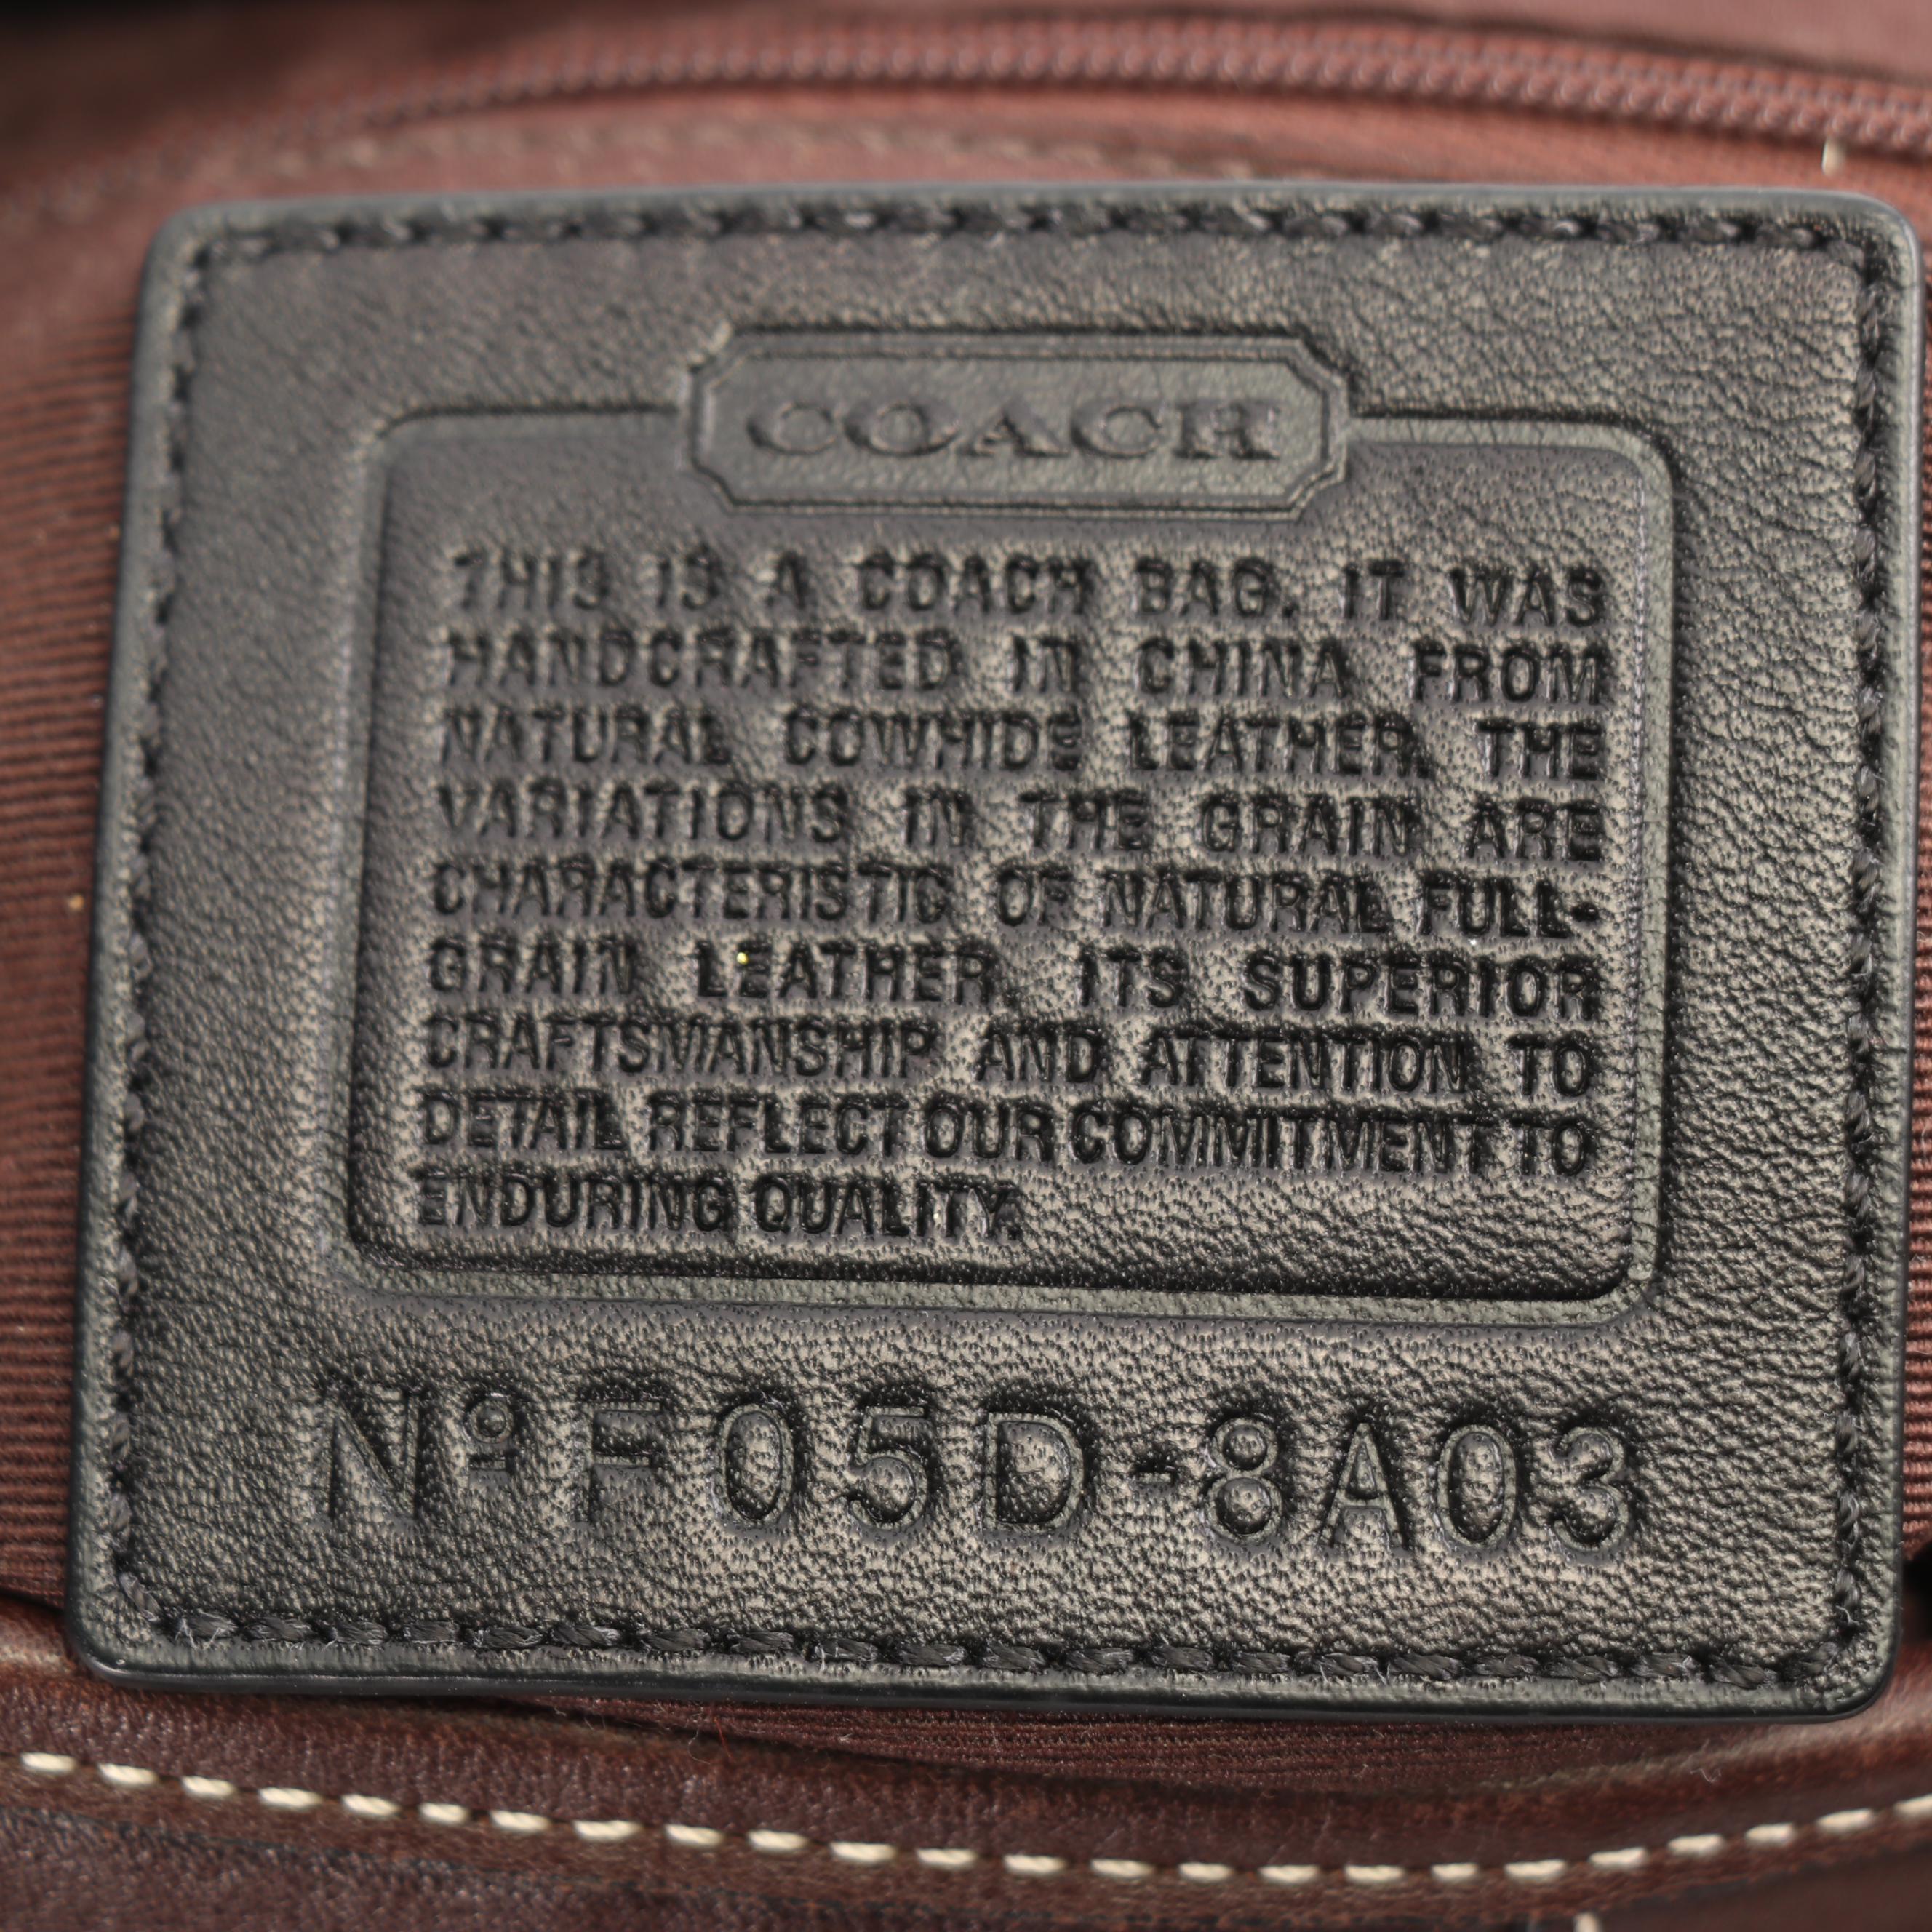 COACH
THIS IS A COACH BAG. IT WAS
HANDCRAFTED IN CHINA FROM
NATURAL COWHIDE LEATHER. THE
VARIATIONS IN THE GRAIN ARE
CHARACTERISTIC OF NATURAL FULL-
GRAIN LEATHER. ITS SUPERIOR
CRAFTSMANSHIP AND ATTENTION TO
DETAIL REFLECT OUR COMMITMENT TO
ENDURING QUALITY.
Nº F05D-8A03